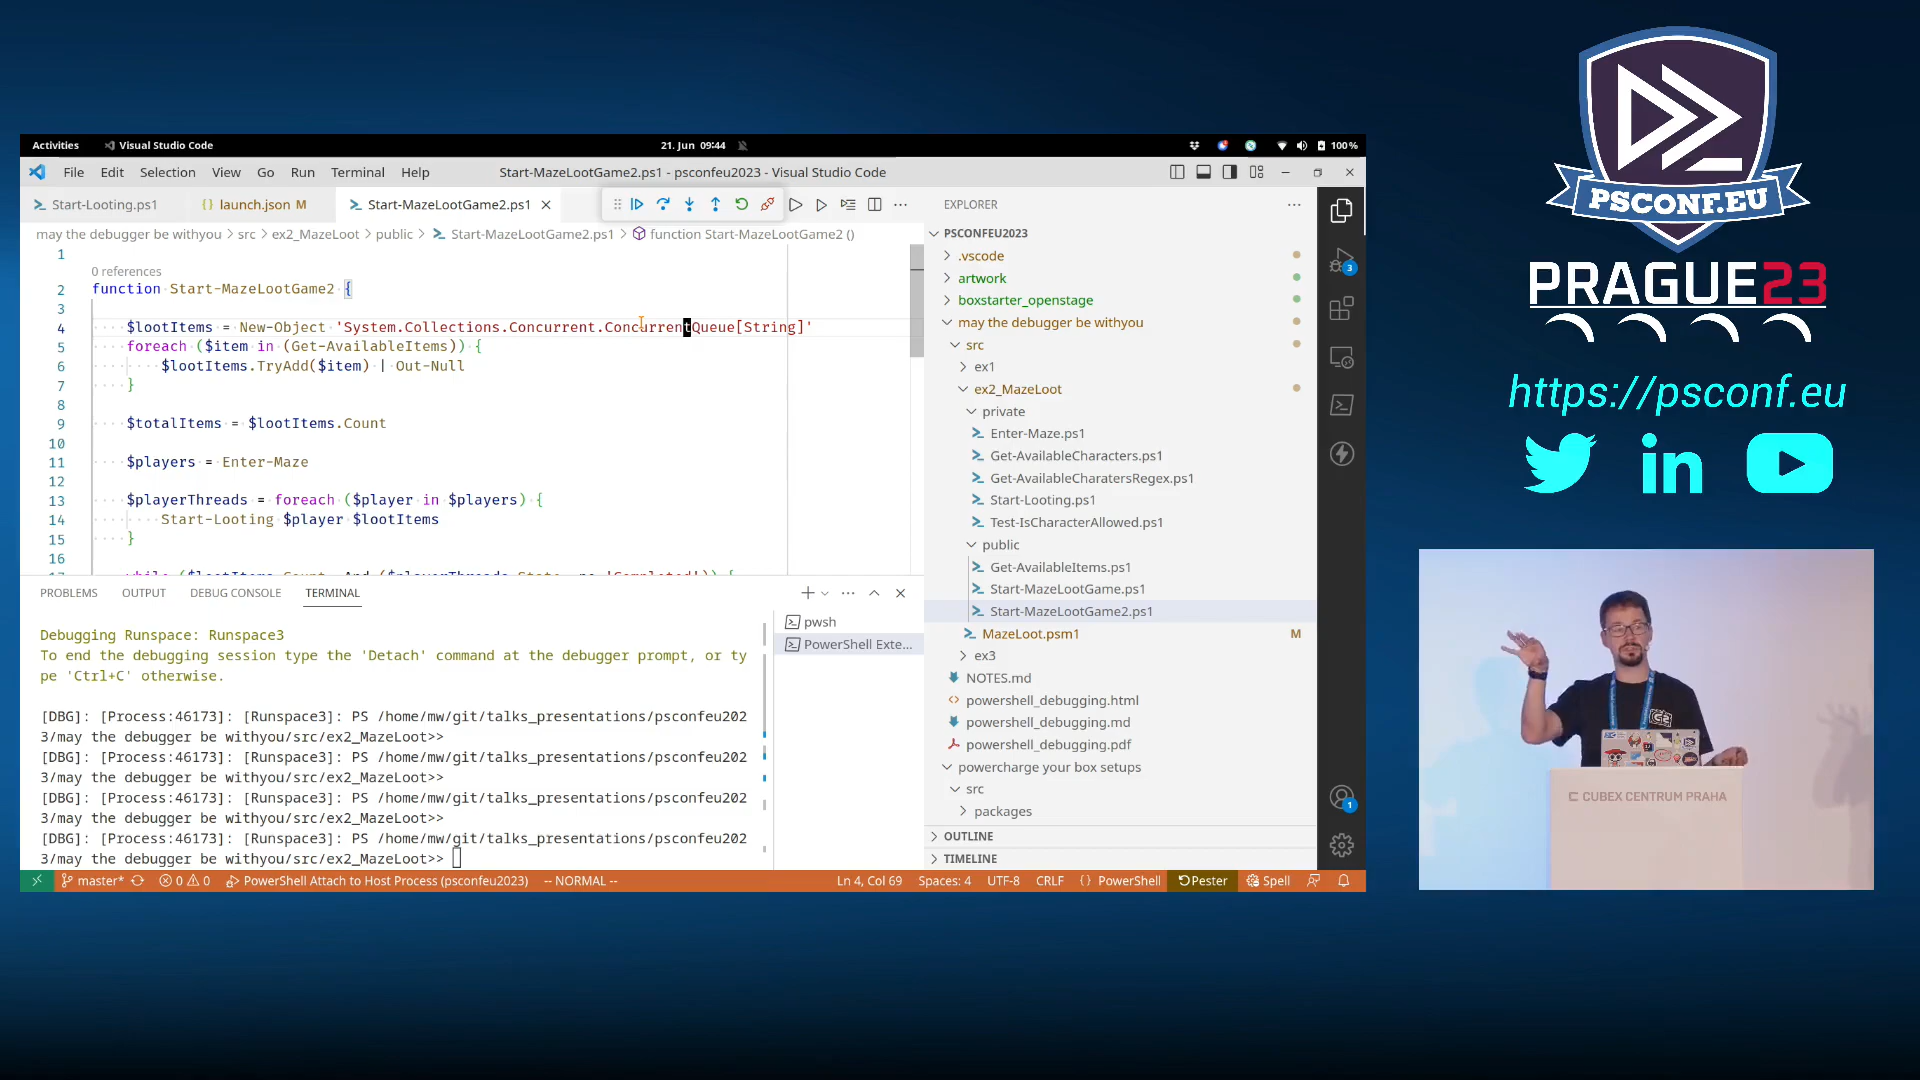 Activities
Visual Studio Code
21. Jun 09:44
100%
File Edit Selection View Go Run Terminal Help
Start-MazeLootGame2.ps1 - psconfeu2023 - Visual Studio Code
Start-Looting.ps1
launch.json M
Start-MazeLootGame2.ps1
may the debugger be withyou > src > ex2_MazeLoot > public > Start-MazeLootGame2.ps1 > function Start-MazeLootGame2 ()
1
0 references
2 function Start-MazeLootGame2 {
3
4 $lootItems = New-Object 'System.Collections.Concurrent.ConcurrentQueue[String]'
5 foreach ($item in (Get-AvailableItems)) {
6 $lootItems.TryAdd($item) | Out-Null
7 }
8
9 $totalItems = $lootItems.Count
10
11 $players = Enter-Maze
12
13 $playerThreads = foreach ($player in $players) {
14 Start-Looting $player $lootItems
15 }
16
PROBLEMS OUTPUT DEBUG CONSOLE TERMINAL
Debugging Runspace: Runspace3
To end the debugging session type the 'Detach' command at the debugger prompt, or ty
pe 'Ctrl+C' otherwise.
[DBG]: [Process:46173]: [Runspace3]: PS /home/mw/git/talks_presentations/psconfeu202
3/may the debugger be withyou/src/ex2_MazeLoot>>
[DBG]: [Process:46173]: [Runspace3]: PS /home/mw/git/talks_presentations/psconfeu202
3/may the debugger be withyou/src/ex2_MazeLoot>>
[DBG]: [Process:46173]: [Runspace3]: PS /home/mw/git/talks_presentations/psconfeu202
3/may the debugger be withyou/src/ex2_MazeLoot>>
[DBG]: [Process:46173]: [Runspace3]: PS /home/mw/git/talks_presentations/psconfeu202
3/may the debugger be withyou/src/ex2_MazeLoot>>
pwsh
PowerShell Exte...
EXPLORER
PSCONFEU2023
.vscode
artwork
boxstarter_openstage
may the debugger be withyou
src
ex1
ex2_MazeLoot
private
Enter-Maze.ps1
Get-AvailableCharacters.ps1
Get-AvailableCharatersRegex.ps1
Start-Looting.ps1
Test-IsCharacterAllowed.ps1
public
Get-AvailableItems.ps1
Start-MazeLootGame.ps1
Start-MazeLootGame2.ps1
MazeLoot.psm1 M
ex3
NOTES.md
powershell_debugging.html
powershell_debugging.md
powershell_debugging.pdf
powercharge your box setups
src
packages
OUTLINE
TIMELINE
3
1
master* 0 0 PowerShell Attach to Host Process (psconfeu2023) -- NORMAL -- Ln 4, Col 69 Spaces: 4 UTF-8 CRLF { } PowerShell Pester Spell
PSCONF.EU
PRAGUE23
https://psconf.eu
in
CUBEX CENTRUM PRAHA